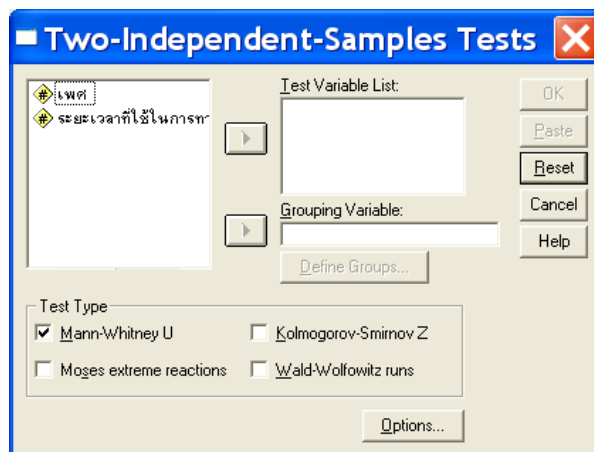 Two-Independent-Samples Tests
เพศ
ระยะเวลาที่ใช้ในการทา
Test Variable List:
Grouping Variable:
Define Groups...
OK
Paste
Reset
Cancel
Help
Test Type
Mann-Whitney U
Kolmogorov-Smirnov Z
Moses extreme reactions
Wald-Wolfowitz runs
Options...